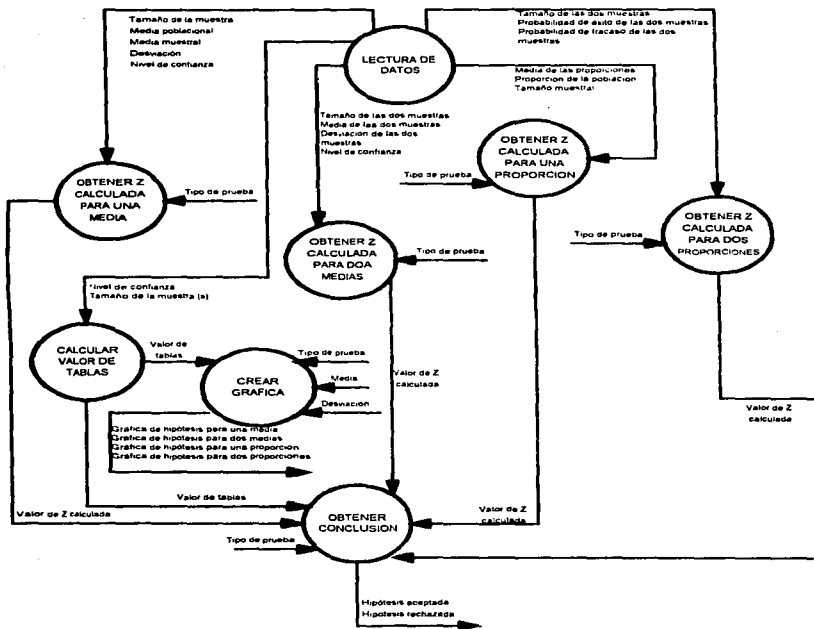 Tamaño de la muestra
Media poblacional
Media muestral
Desviación
Nivel de confianza
LECTURA DE
DATOS
Tamaño de las dos muestras
Probabilidad de éxito de las dos muestras
Probabilidad de fracaso de las dos
muestras
Media de las proporciones
Proporcion de la población
Tamaño muestral
Tamaño de las dos muestras
Media de las dos muestras
Desviación de las dos
muestras
Nivel de confianza
OBTENER Z
CALCULADA
PARA UNA
MEDIA
Tipo de prueba
OBTENER Z
CALCULADA
PARA UNA
PROPORCION
Tipo de prueba
OBTENER Z
CALCULADA
PARA DOA
MEDIAS
Tipo de prueba
OBTENER Z
CALCULADA
PARA DOS
PROPORCIONES
Tipo de prueba
Nivel de confianza
Tamaño de la muestra (s)
CALCULAR
VALOR DE
TABLAS
Valor de
tablas
CREAR
GRAFICA
Tipo de prueba
Media
Desviación
Valor de Z
calculada
Valor de Z
calculada
Gráfica de hipótesis para una media
Gráfica de hipótesis para dos medias
Gráfica de hipótesis para una proporción
Gráfica de hipótesis para dos proporciones
Valor de tablas
Valor de Z calculada
OBTENER
CONCLUSION
Valor de Z
calculada
Tipo de prueba
Hipótesis aceptada
Hipótesis rechazada